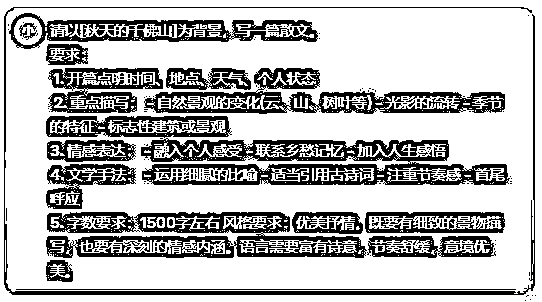 请以[秋天的千佛山]为背景，写一篇散文。
要求：
1. 开篇点明时间、地点、天气、个人状态
2. 重点描写： - 自然景观的变化(云、山、树叶等) - 光影的流转 - 季节
的特征 - 标志性建筑或景观
3. 情感表达： - 融入个人感受 - 联系乡愁记忆 - 加入人生感悟
4. 文学手法： - 运用细腻的比喻 - 适当引用古诗词 - 注重节奏感 - 首尾
呼应
5. 字数要求：1500字左右 风格要求：优美抒情，既要有细致的景物描
写，也要有深刻的情感内涵。语言需要富有诗意，节奏舒缓，意境优
美。